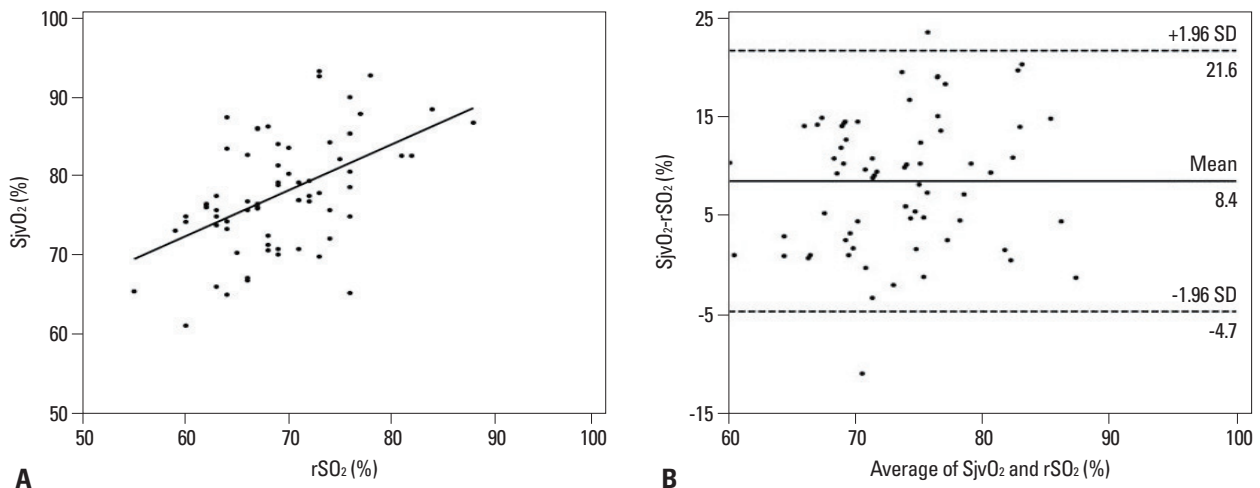 100
90
80
70
60
50
SjvO2 (%)
50 60 70 80 90 100
rSO2 (%)
A
25
15
5
-5
-15
SjvO2-rSO2 (%)
+1.96 SD
21.6
Mean
8.4
-1.96 SD
-4.7
60 70 80 90 100
Average of SjvO2 and rSO2 (%)
B